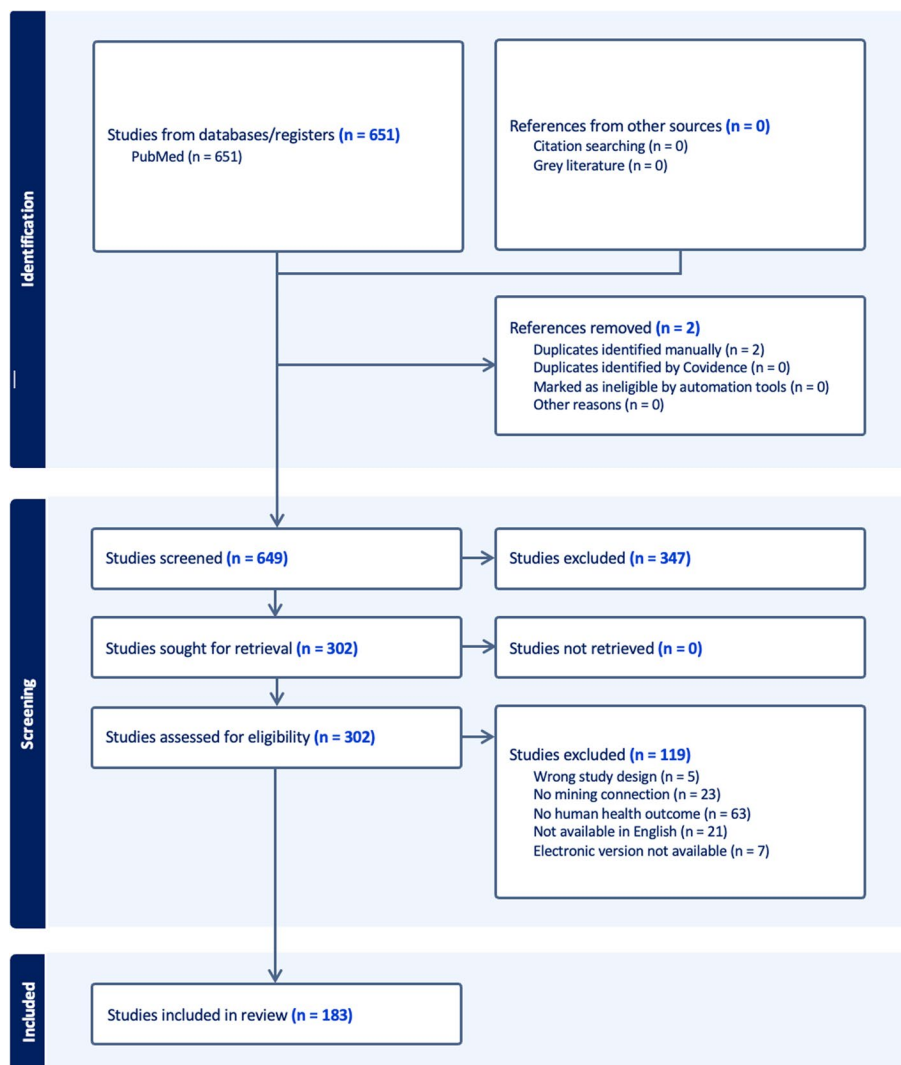 Identification
Studies from databases/registers (n = 651)
PubMed (n = 651)
References from other sources (n = 0)
Citation searching (n = 0)
Grey literature (n = 0)
References removed (n = 2)
Duplicates identified manually (n = 2)
Duplicates identified by Covidence (n = 0)
Marked as ineligible by automation tools (n = 0)
Other reasons (n = 0)
Screening
Studies screened (n = 649)
Studies excluded (n = 347)
Studies sought for retrieval (n = 302)
Studies not retrieved (n = 0)
Studies assessed for eligibility (n = 302)
Studies excluded (n = 119)
Wrong study design (n = 5)
No mining connection (n = 23)
No human health outcome (n = 63)
Not available in English (n = 21)
Electronic version not available (n = 7)
Included
Studies included in review (n = 183)